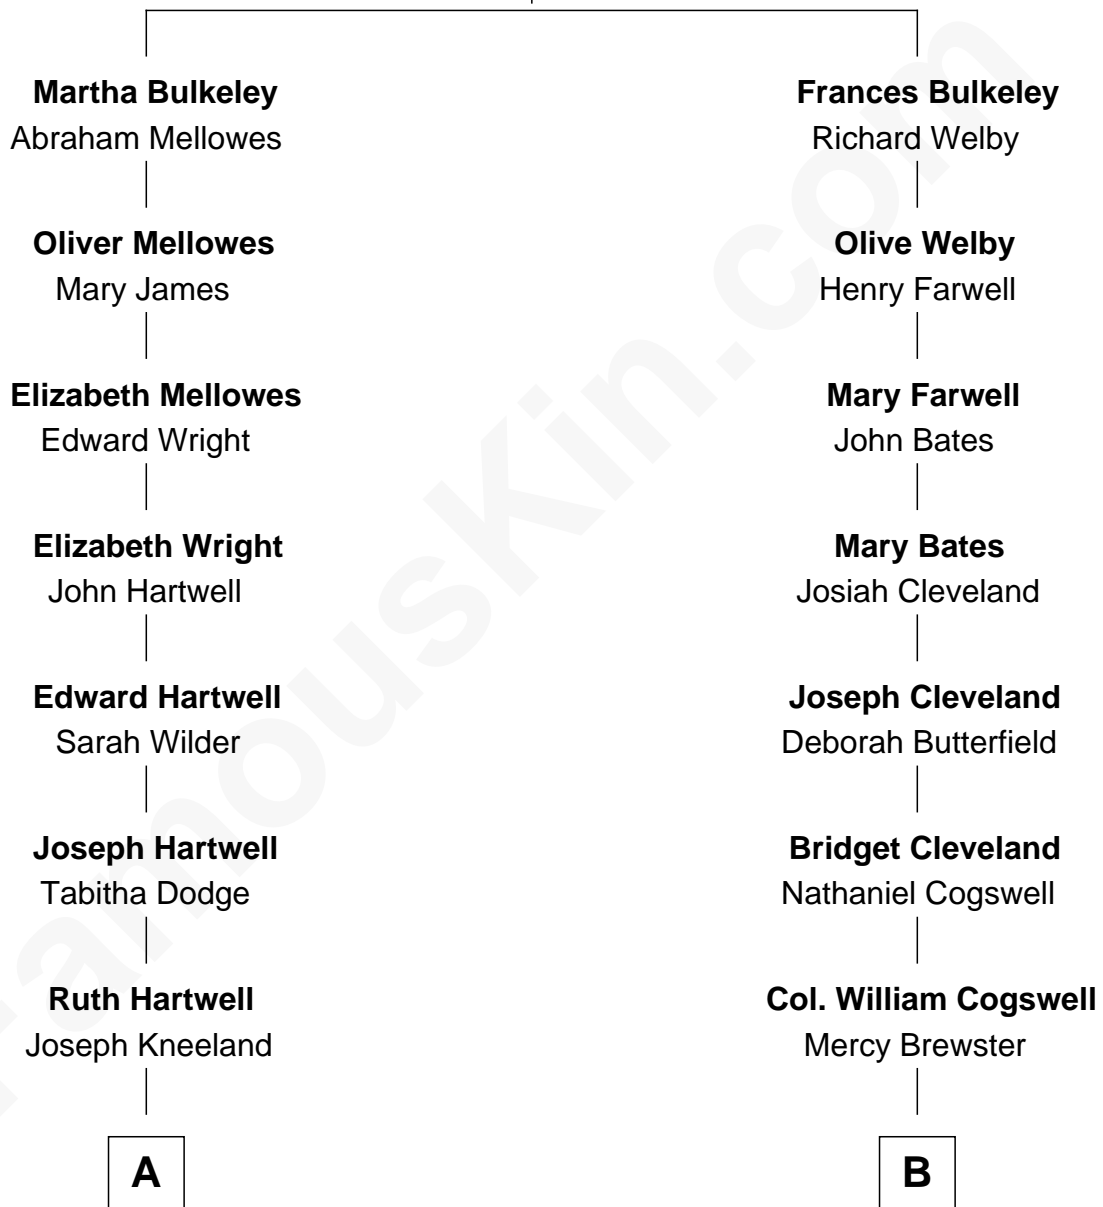 Martha Bulkeley
Abraham Mellowes
Oliver Mellowes
Mary James
Elizabeth Mellowes
Edward Wright
Elizabeth Wright
John Hartwell
Edward Hartwell
Sarah Wilder
Joseph Hartwell
Tabitha Dodge
Ruth Hartwell
Joseph Kneeland
A
Frances Bulkeley
Richard Welby
Olive Welby
Henry Farwell
Mary Farwell
John Bates
Mary Bates
Josiah Cleveland
Joseph Cleveland
Deborah Butterfield
Bridget Cleveland
Nathaniel Cogswell
Col. William Cogswell
Mercy Brewster
B
FamousKin.com